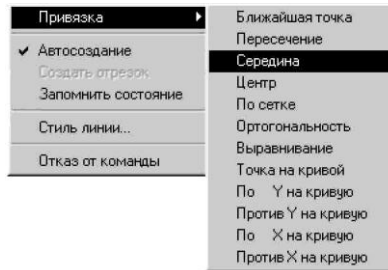 Привязка
Автосоздание
Создать отрезок
Запомнить состояние
Стиль линии...
Отказ от команды
Ближайшая точка
Пересечение
Середина
Центр
По сетке
Ортогональность
Выравнивание
Точка на кривой
По Y на кривую
Против Y на кривую
По X на кривую
Против X на кривую